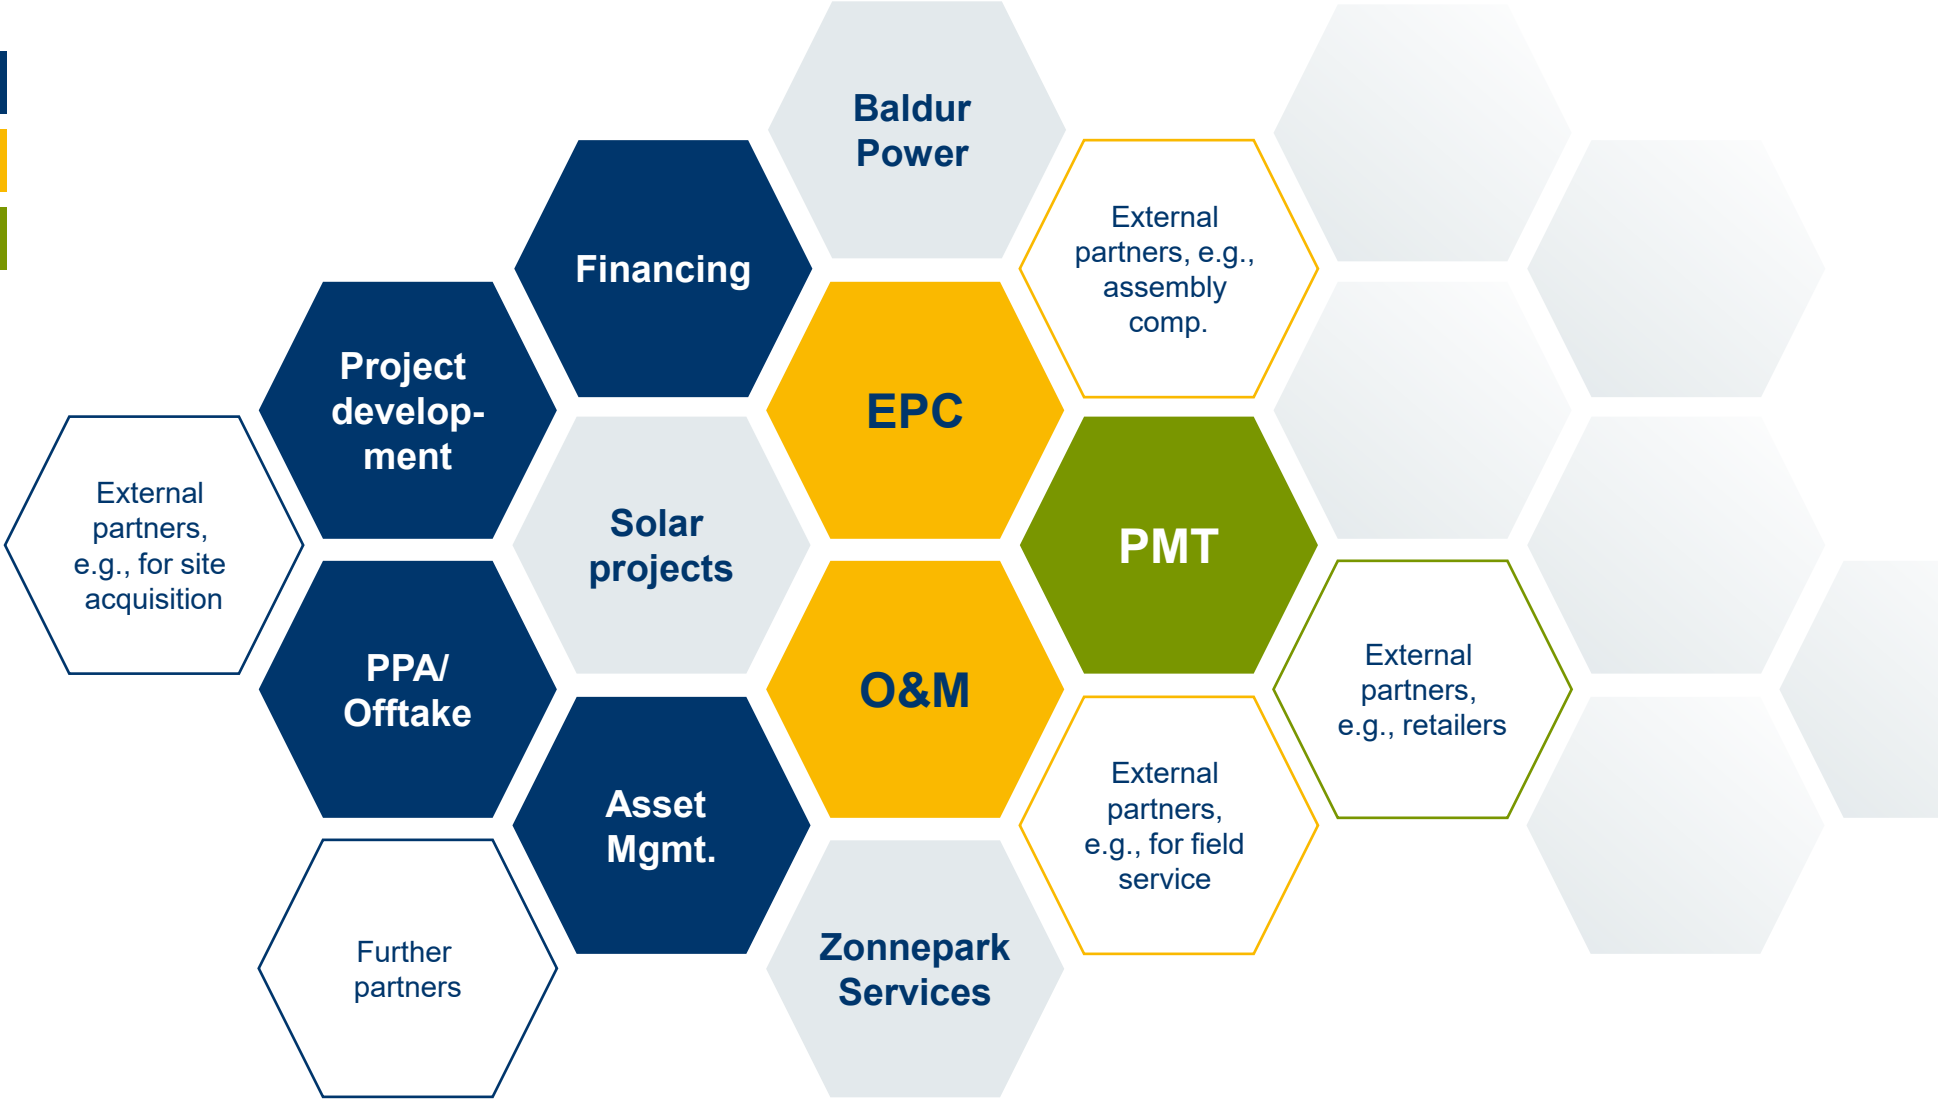 Baldur
Power
Financing
External
partners, e.g.,
assembly
comp.
Project
develop-
ment
EPC
External
partners,
e.g., for site
acquisition
Solar
projects
PMT
PPA/
Offtake
O&M
External
partners,
e.g., retailers
Asset
Mgmt.
External
partners,
e.g., for field
service
Further
partners
Zonnepark
Services